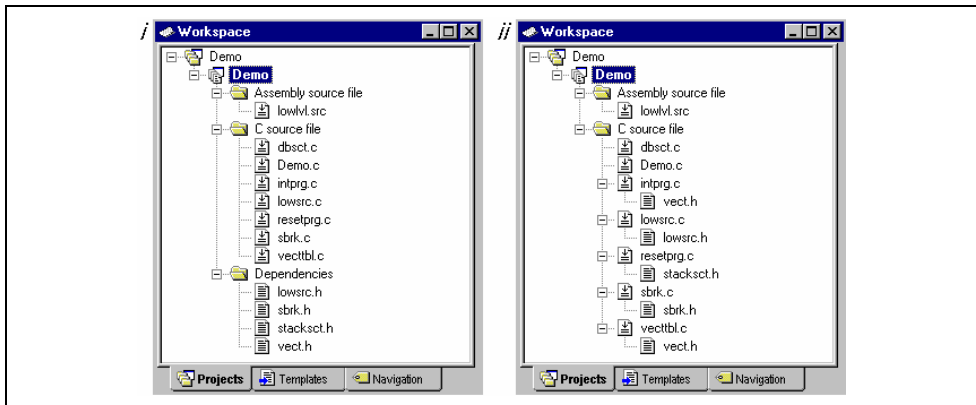 i
Workspace
Demo
Demo
Assembly source file
lowlvl.src
C source file
dbsct.c
Demo.c
intprg.c
lowsrc.c
resetprg.c
sbrk.c
vecttbl.c
Dependencies
lowsrc.h
sbrk.h
stacksct.h
vect.h
Projects Templates Navigation
ii
Workspace
Demo
Demo
Assembly source file
lowlvl.src
C source file
dbsct.c
Demo.c
intprg.c
vect.h
lowsrc.c
lowsrc.h
resetprg.c
stacksct.h
sbrk.c
sbrk.h
vecttbl.c
vect.h
Projects Templates Navigation